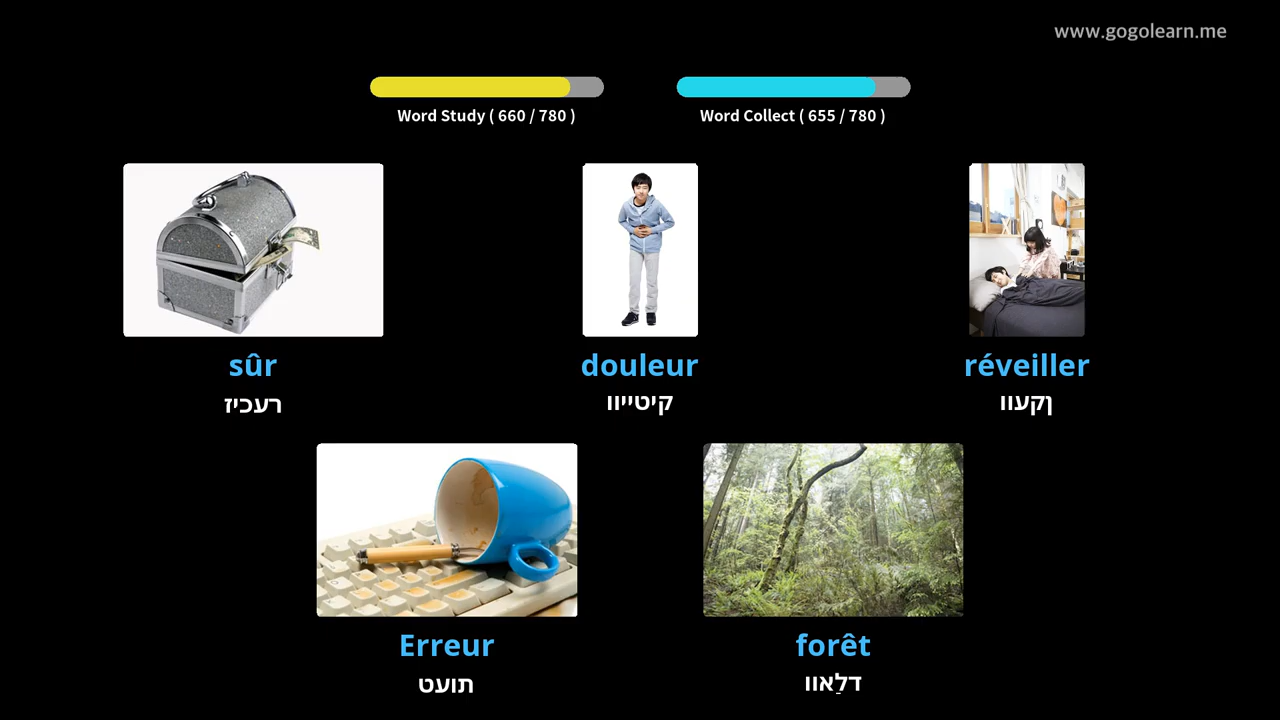 www.gogolearn.me
Word Study ( 660 / 780 )
Word Collect ( 655 / 780 )
sûr
רעכיז
douleur
קיטייוו
réveiller
ןקעוו
Erreur
תועט
forêt
דלַאוו